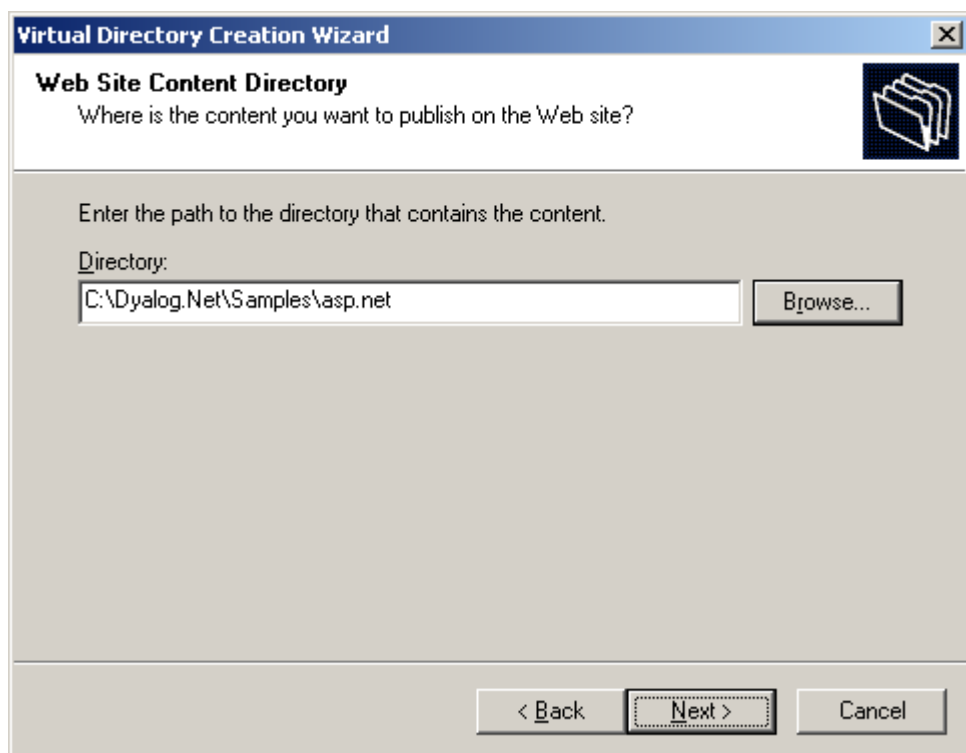 Virtual Directory Creation Wizard
Web Site Content Directory
Where is the content you want to publish on the Web site?
Enter the path to the directory that contains the content.
Directory:
C:\Dyalog.Net\Samples\asp.net
Browse...
< Back Next > Cancel